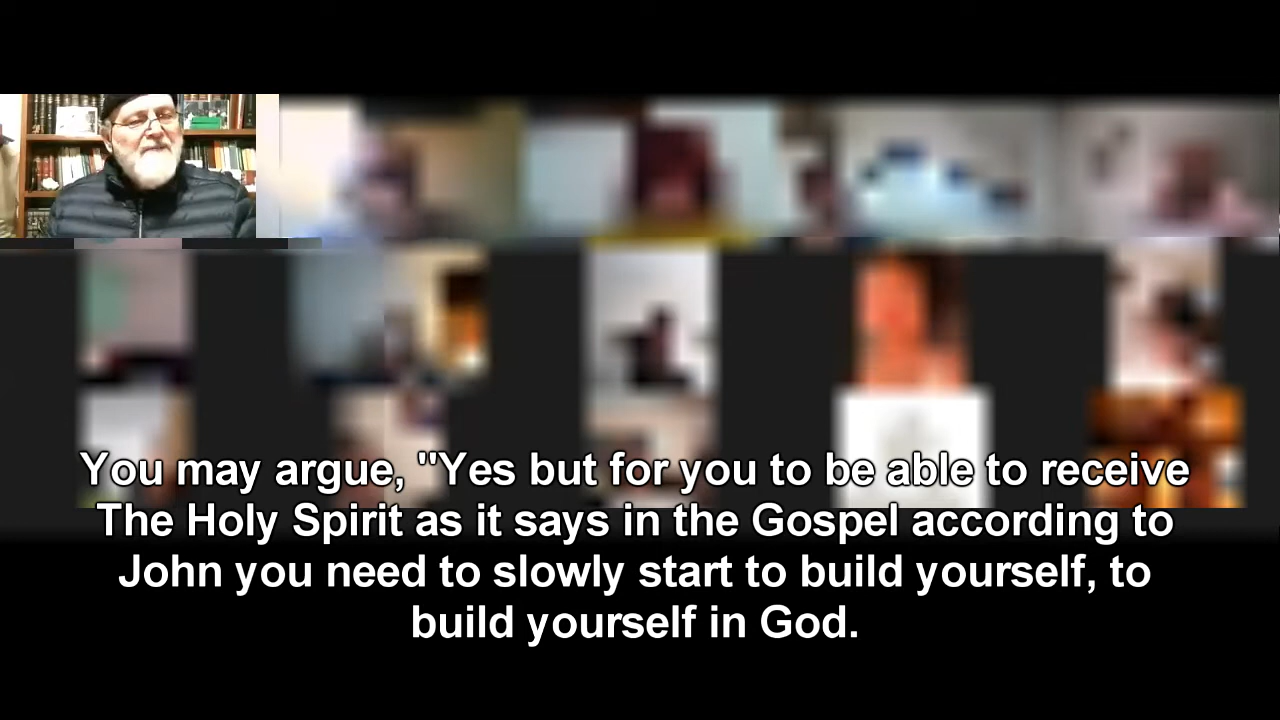 You may argue, "Yes but for you to be able to receive
The Holy Spirit as it says in the Gospel according to
John you need to slowly start to build yourself, to
build yourself in God.